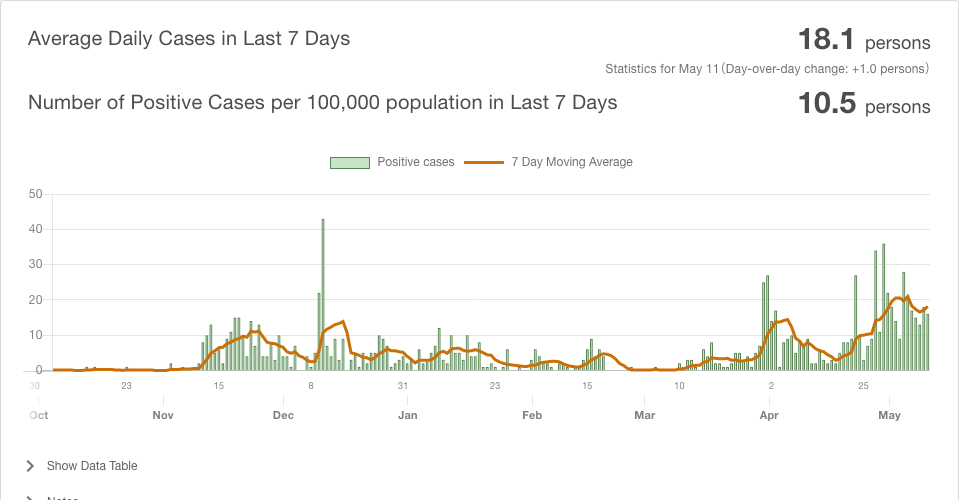 Average Daily Cases in Last 7 Days
18.1 persons
Statistics for May 11 (Day-over-day change: +1.0 persons)
Number of Positive Cases per 100,000 population in Last 7 Days
10.5 persons
Positive cases 7 Day Moving Average
50
40
30
20
10
0
30 23 15 8 31 23 15 10 2 25
Oct Nov Dec Jan Feb Mar Apr May
Show Data Table
Notes